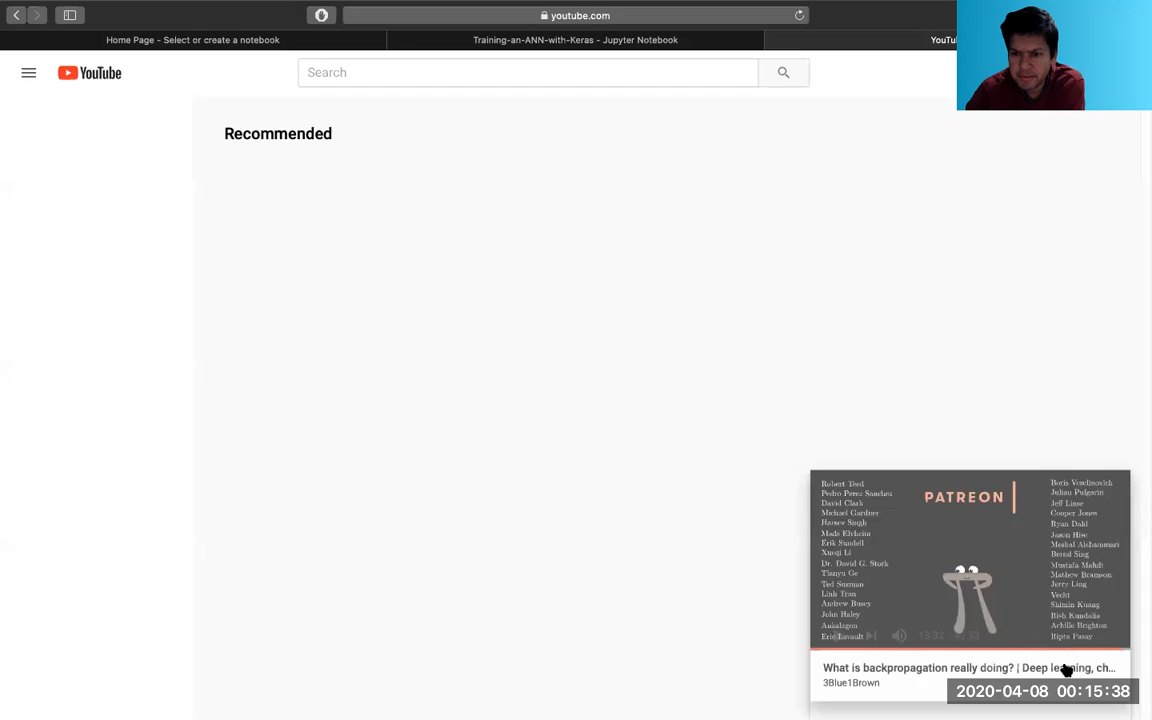 youtube.com
Home Page - Select or create a notebook
Training-an-ANN-with-Keras - Jupyter Notebook
YouTu
YouTube
Search
Recommended
PATREON
Robert Teed
Pedro Perez Sanchez
David Clark
Michael Gardner
Harsev Singh
Mads Elvheim
Erik Sundell
Xueqi Li
Dr. David G. Stork
Tianyu Ge
Ted Suzman
Linh Tran
Andrew Busey
John Haley
Ankalagon
Eric Lavault
Boris Veselinovich
Julian Pulgarin
Jeff Linse
Cooper Jones
Ryan Dahl
Jason Hise
Meshal Alshammari
Bernd Sing
Mustafa Mahdi
Mathew Bramson
Jerry Ling
Vecht
Shimin Kuang
Rish Kundalia
Achille Brighton
Ripta Pasay
13:32
What is backpropagation really doing? | Deep learning, ch...
3Blue1Brown
2020-04-08 00:15:38